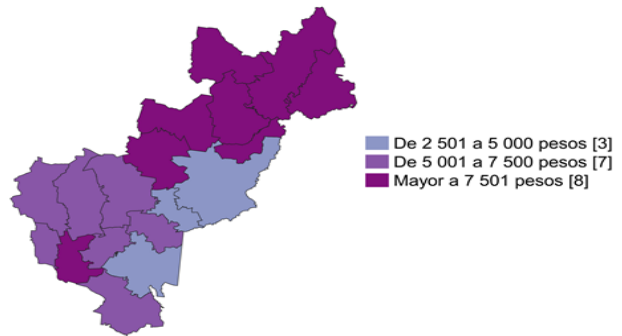 De 2 501 a 5 000 pesos [3]
De 5 001 a 7 500 pesos [7]
Mayor a 7 501 pesos [8]